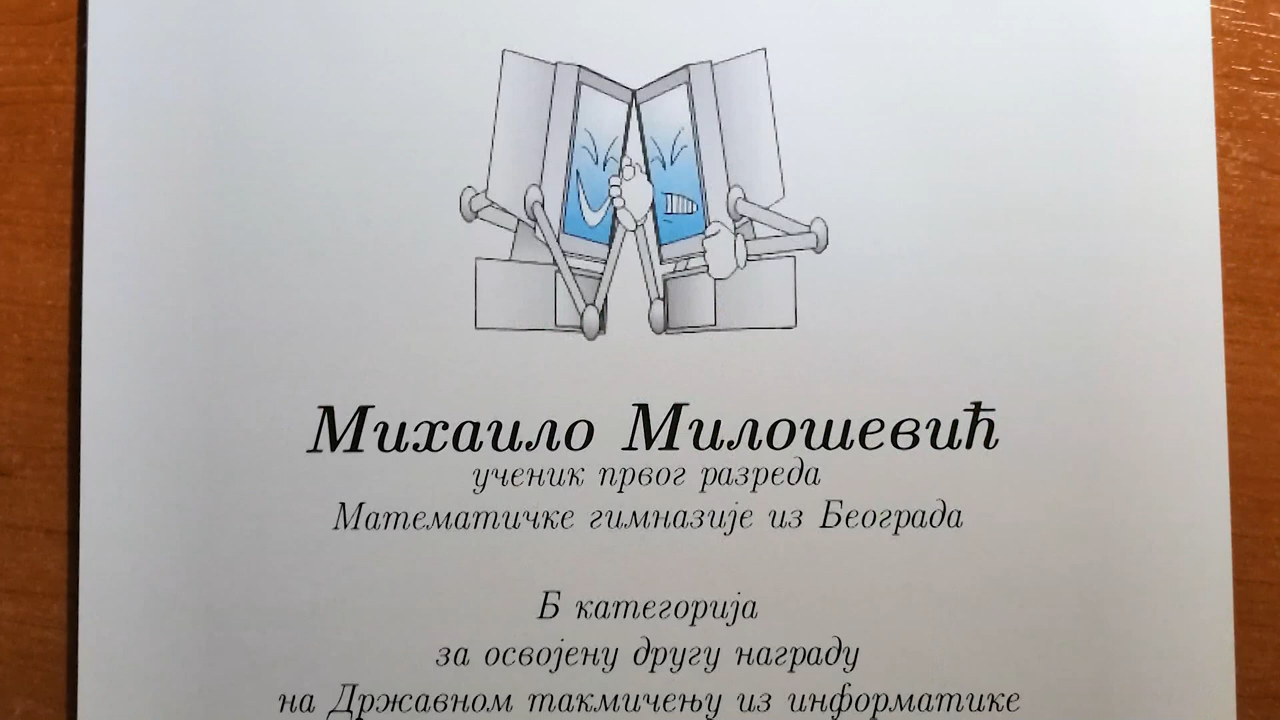 Михаило Милошевић
ученик првог разреда
Математичке гимназије из Београда
Б категорија
за освојену другу награду
на Државном такмичењу из информатике